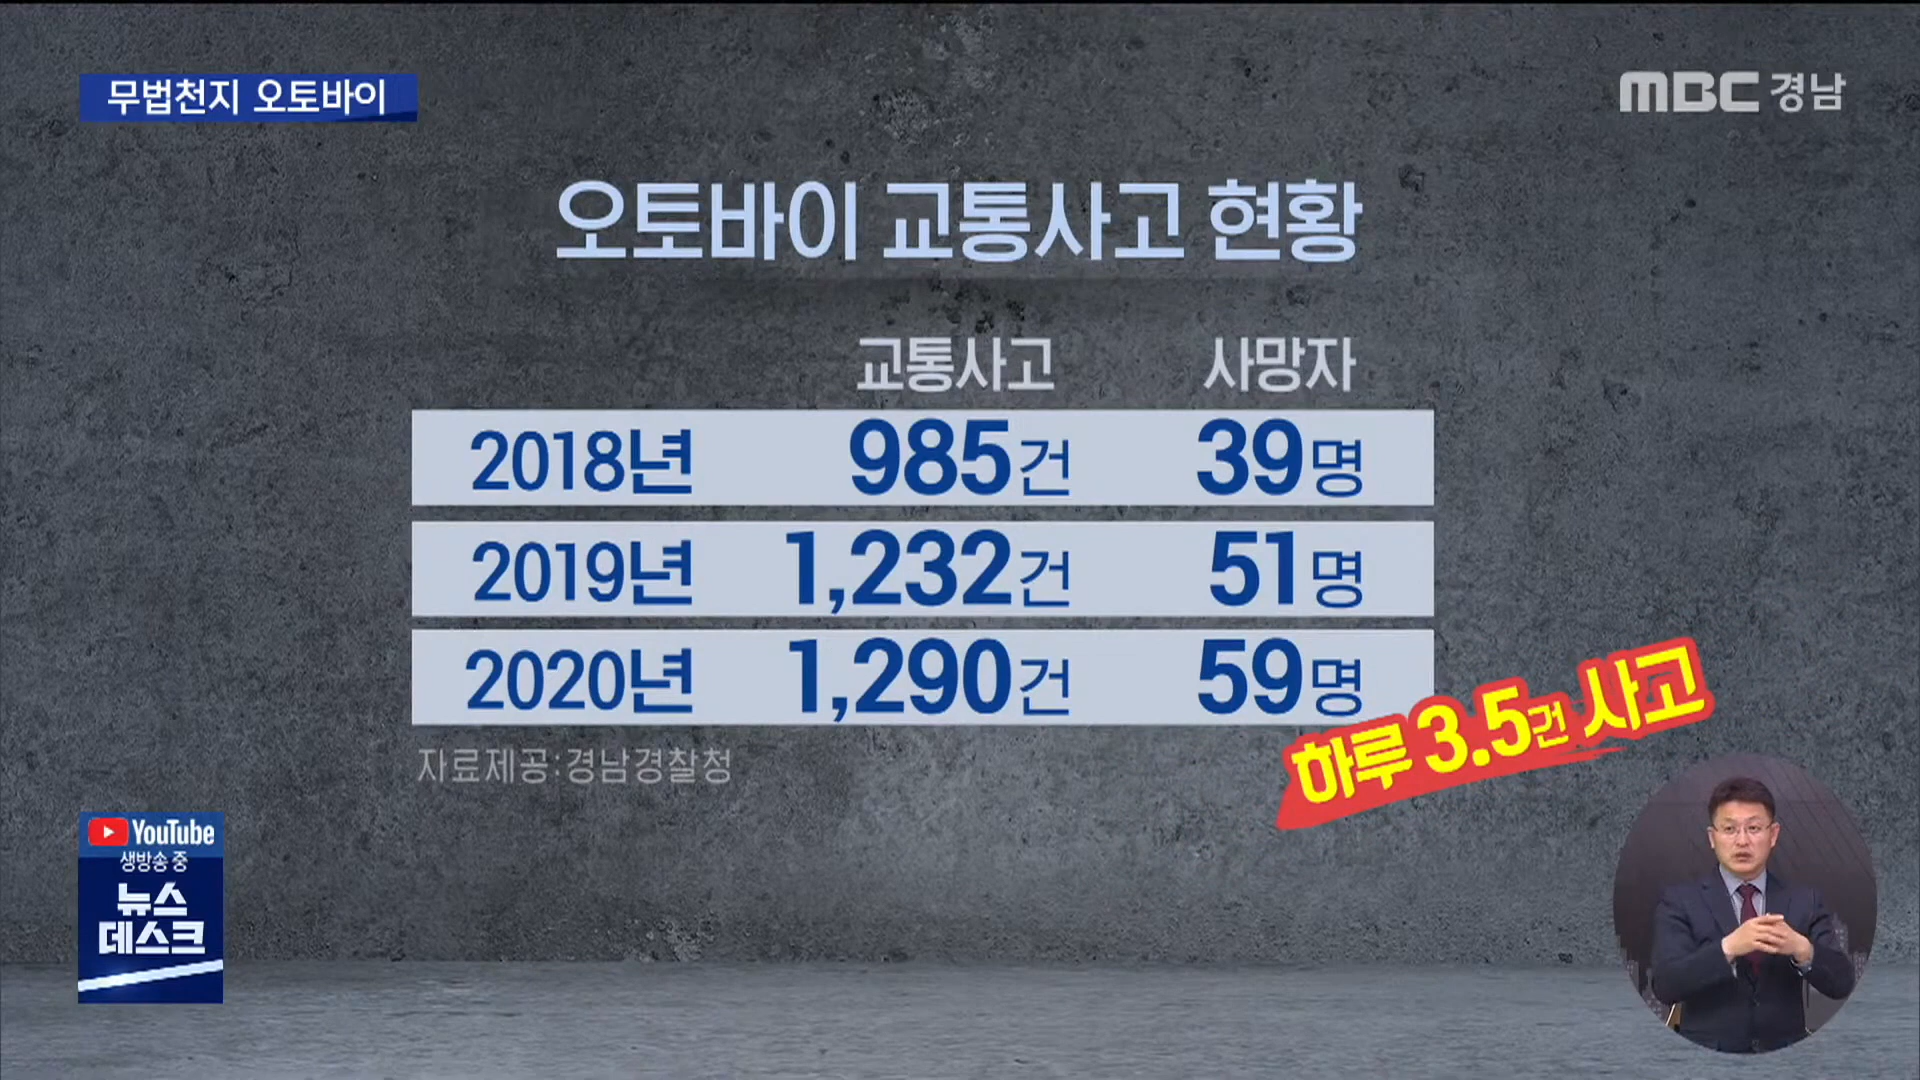 무법천지 오토바이
MBC 경남
오토바이 교통사고 현황
교통사고 사망자
2018년 985건 39명
2019년 1,232건 51명
2020년 1,290건 59명
하루 3.5건 사고
자료제공:경남경찰청
YouTube
생방송 중
뉴스
데스크